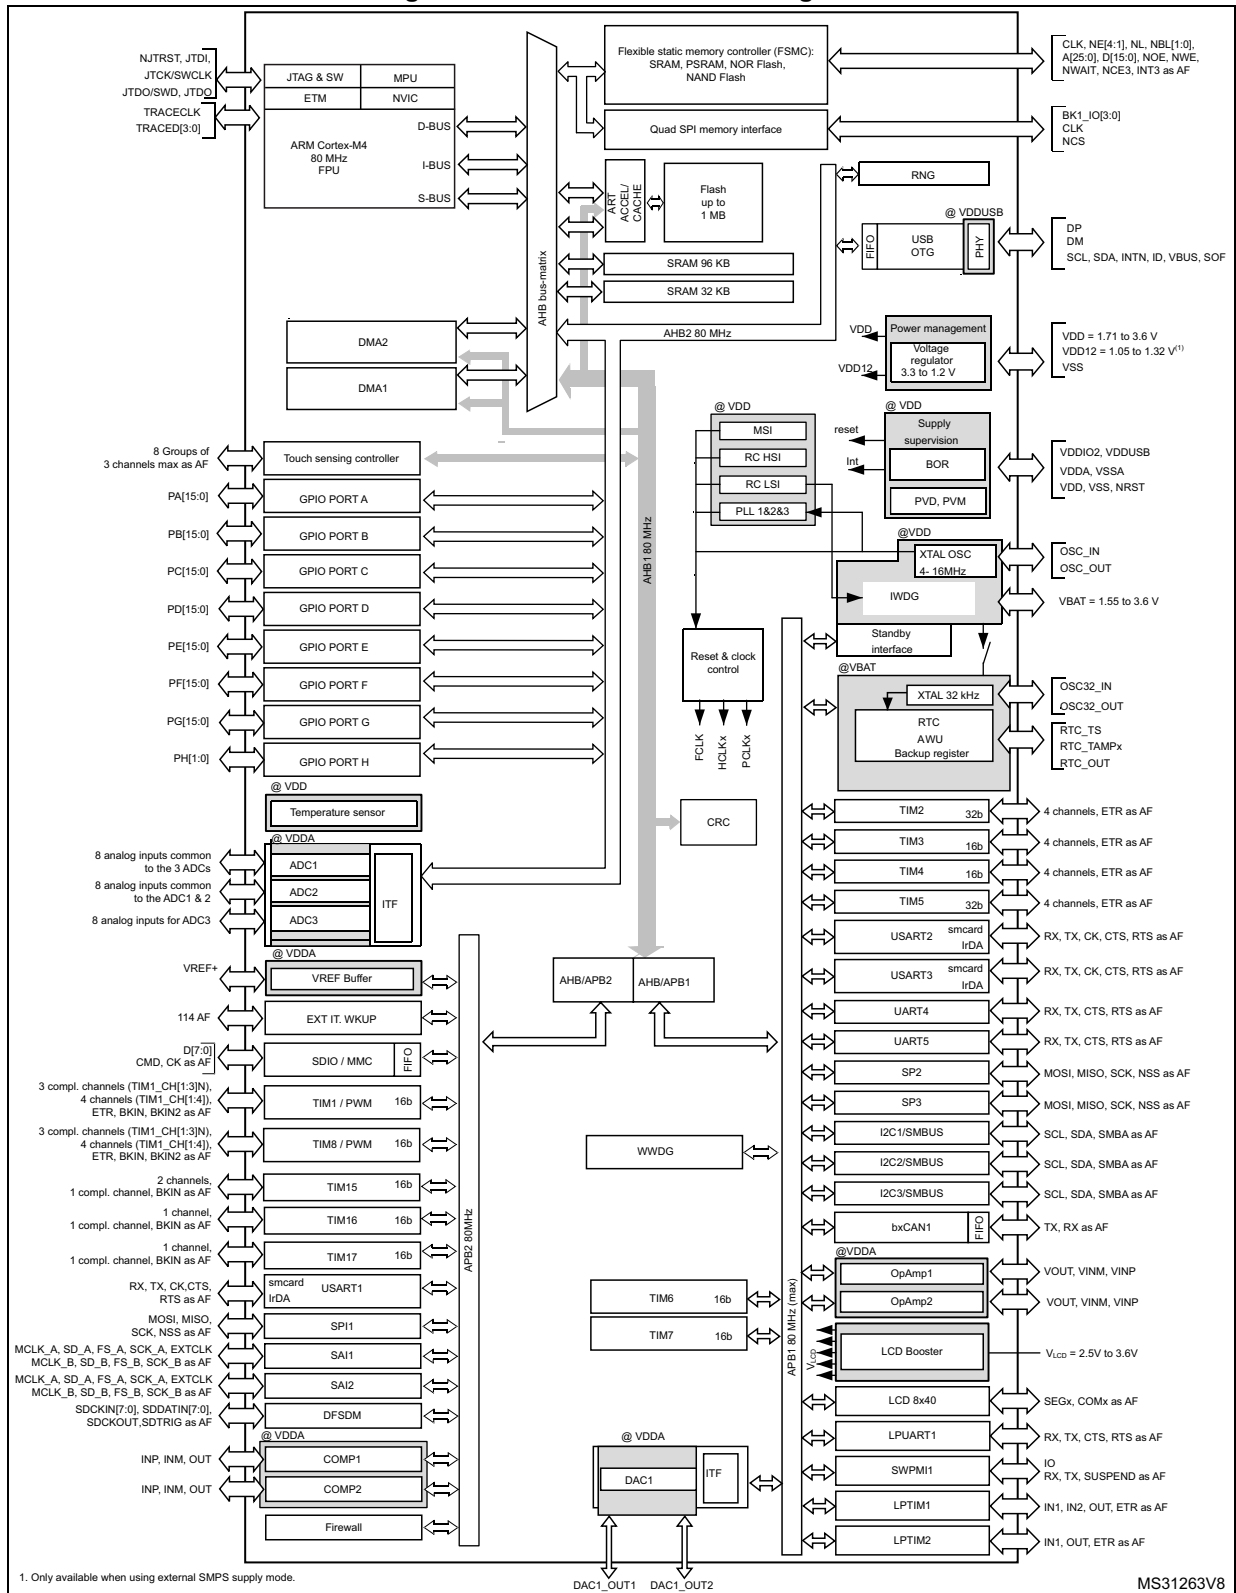 NJTRST, JTDI,
JTCK/SWCLK
JTDO/SWD, JTDO
TRACECLK
TRACED[3:0]
JTAG & SW
MPU
ETM
NVIC
ARM Cortex-M4
80 MHz
FPU
D-BUS
I-BUS
S-BUS
AHB bus-matrix
Flexible static memory controller (FSMC):
SRAM, PSRAM, NOR Flash,
NAND Flash
CLK, NE[4:1], NL, NBL[1:0],
A[25:0], D[15:0], NOE, NWE,
NWAIT, NCE3, INT3 as AF
Quad SPI memory interface
BK1_IO[3:0]
CLK
NCS
ART
ACCEL/
CACHE
Flash
up to
1 MB
RNG
@ VDDUSB
FIFO
USB
OTG
PHY
DP
DM
SCL, SDA, INTN, ID, VBUS, SOF
SRAM 96 KB
SRAM 32 KB
AHB2 80 MHz
DMA2
DMA1
VDD
Power management
Voltage
regulator
3.3 to 1.2 V
VDD12
VDD = 1.71 to 3.6 V
VDD12 = 1.05 to 1.32 V(1)
VSS
@ VDD
MSI
RC HSI
RC LSI
PLL 1&2&3
@ VDD
reset
Int
Supply
supervision
BOR
PVD, PVM
VDDIO2, VDDUSB
VDDA, VSSA
VDD, VSS, NRST
8 Groups of
3 channels max as AF
Touch sensing controller
PA[15:0]
GPIO PORT A
PB[15:0]
GPIO PORT B
PC[15:0]
GPIO PORT C
PD[15:0]
GPIO PORT D
PE[15:0]
GPIO PORT E
PF[15:0]
GPIO PORT F
PG[15:0]
GPIO PORT G
PH[1:0]
GPIO PORT H
AHB1 80 MHz
@VDD
XTAL OSC
4- 16MHz
IWDG
OSC_IN
OSC_OUT
VBAT = 1.55 to 3.6 V
Standby
interface
Reset & clock
control
FCLK
HCLKx
PCLKx
@VBAT
XTAL 32 kHz
RTC
AWU
Backup register
OSC32_IN
OSC32_OUT
RTC_TS
RTC_TAMPx
RTC_OUT
@ VDD
Temperature sensor
@ VDDA
8 analog inputs common
to the 3 ADCs
8 analog inputs common
to the ADC1 & 2
8 analog inputs for ADC3
ADC1
ADC2
ADC3
ITF
CRC
TIM2 32b
4 channels, ETR as AF
TIM3 16b
4 channels, ETR as AF
TIM4 16b
4 channels, ETR as AF
TIM5 32b
4 channels, ETR as AF
USART2
smcard
IrDA
RX, TX, CK, CTS, RTS as AF
USART3
smcard
IrDA
RX, TX, CK, CTS, RTS as AF
UART4
RX, TX, CTS, RTS as AF
UART5
RX, TX, CTS, RTS as AF
SP2
MOSI, MISO, SCK, NSS as AF
SP3
MOSI, MISO, SCK, NSS as AF
I2C1/SMBUS
SCL, SDA, SMBA as AF
I2C2/SMBUS
SCL, SDA, SMBA as AF
I2C3/SMBUS
SCL, SDA, SMBA as AF
bxCAN1
FIFO
TX, RX as AF
@VDDA
OpAmp1
VOUT, VINM, VINP
OpAmp2
VOUT, VINM, VINP
VLCD
LCD Booster
VLCD = 2.5V to 3.6V
LCD 8x40
SEGx, COMx as AF
LPUART1
RX, TX, CTS, RTS as AF
SWPMI1
IO
RX, TX, SUSPEND as AF
LPTIM1
IN1, IN2, OUT, ETR as AF
LPTIM2
IN1, OUT, ETR as AF
APB1 80 MHz (max)
AHB/APB2
AHB/APB1
WWDG
TIM6 16b
TIM7 16b
@ VDDA
DAC1
ITF
DAC1_OUT1
DAC1_OUT2
APB2 80MHz
@ VDDA
VREF+
VREF Buffer
114 AF
EXT IT. WKUP
D[7:0]
CMD, CK as AF
SDIO / MMC
FIFO
3 compl. channels (TIM1_CH[1:3]N),
4 channels (TIM1_CH[1:4]),
ETR, BKIN, BKIN2 as AF
TIM1 / PWM 16b
3 compl. channels (TIM1_CH[1:3]N),
4 channels (TIM1_CH[1:4]),
ETR, BKIN, BKIN2 as AF
TIM8 / PWM 16b
2 channels,
1 compl. channel, BKIN as AF
TIM15 16b
1 channel,
1 compl. channel, BKIN as AF
TIM16 16b
1 channel,
1 compl. channel, BKIN as AF
TIM17 16b
RX, TX, CK,CTS,
RTS as AF
smcard
IrDA
USART1
MOSI, MISO,
SCK, NSS as AF
SPI1
MCLK_A, SD_A, FS_A, SCK_A, EXTCLK
MCLK_B, SD_B, FS_B, SCK_B as AF
SAI1
MCLK_A, SD_A, FS_A, SCK_A, EXTCLK
MCLK_B, SD_B, FS_B, SCK_B as AF
SAI2
SDCKIN[7:0], SDDATIN[7:0],
SDCKOUT,SDTRIG as AF
DFSDM
@ VDDA
INP, INM, OUT
COMP1
INP, INM, OUT
COMP2
Firewall
1. Only available when using external SMPS supply mode.
MS31263V8